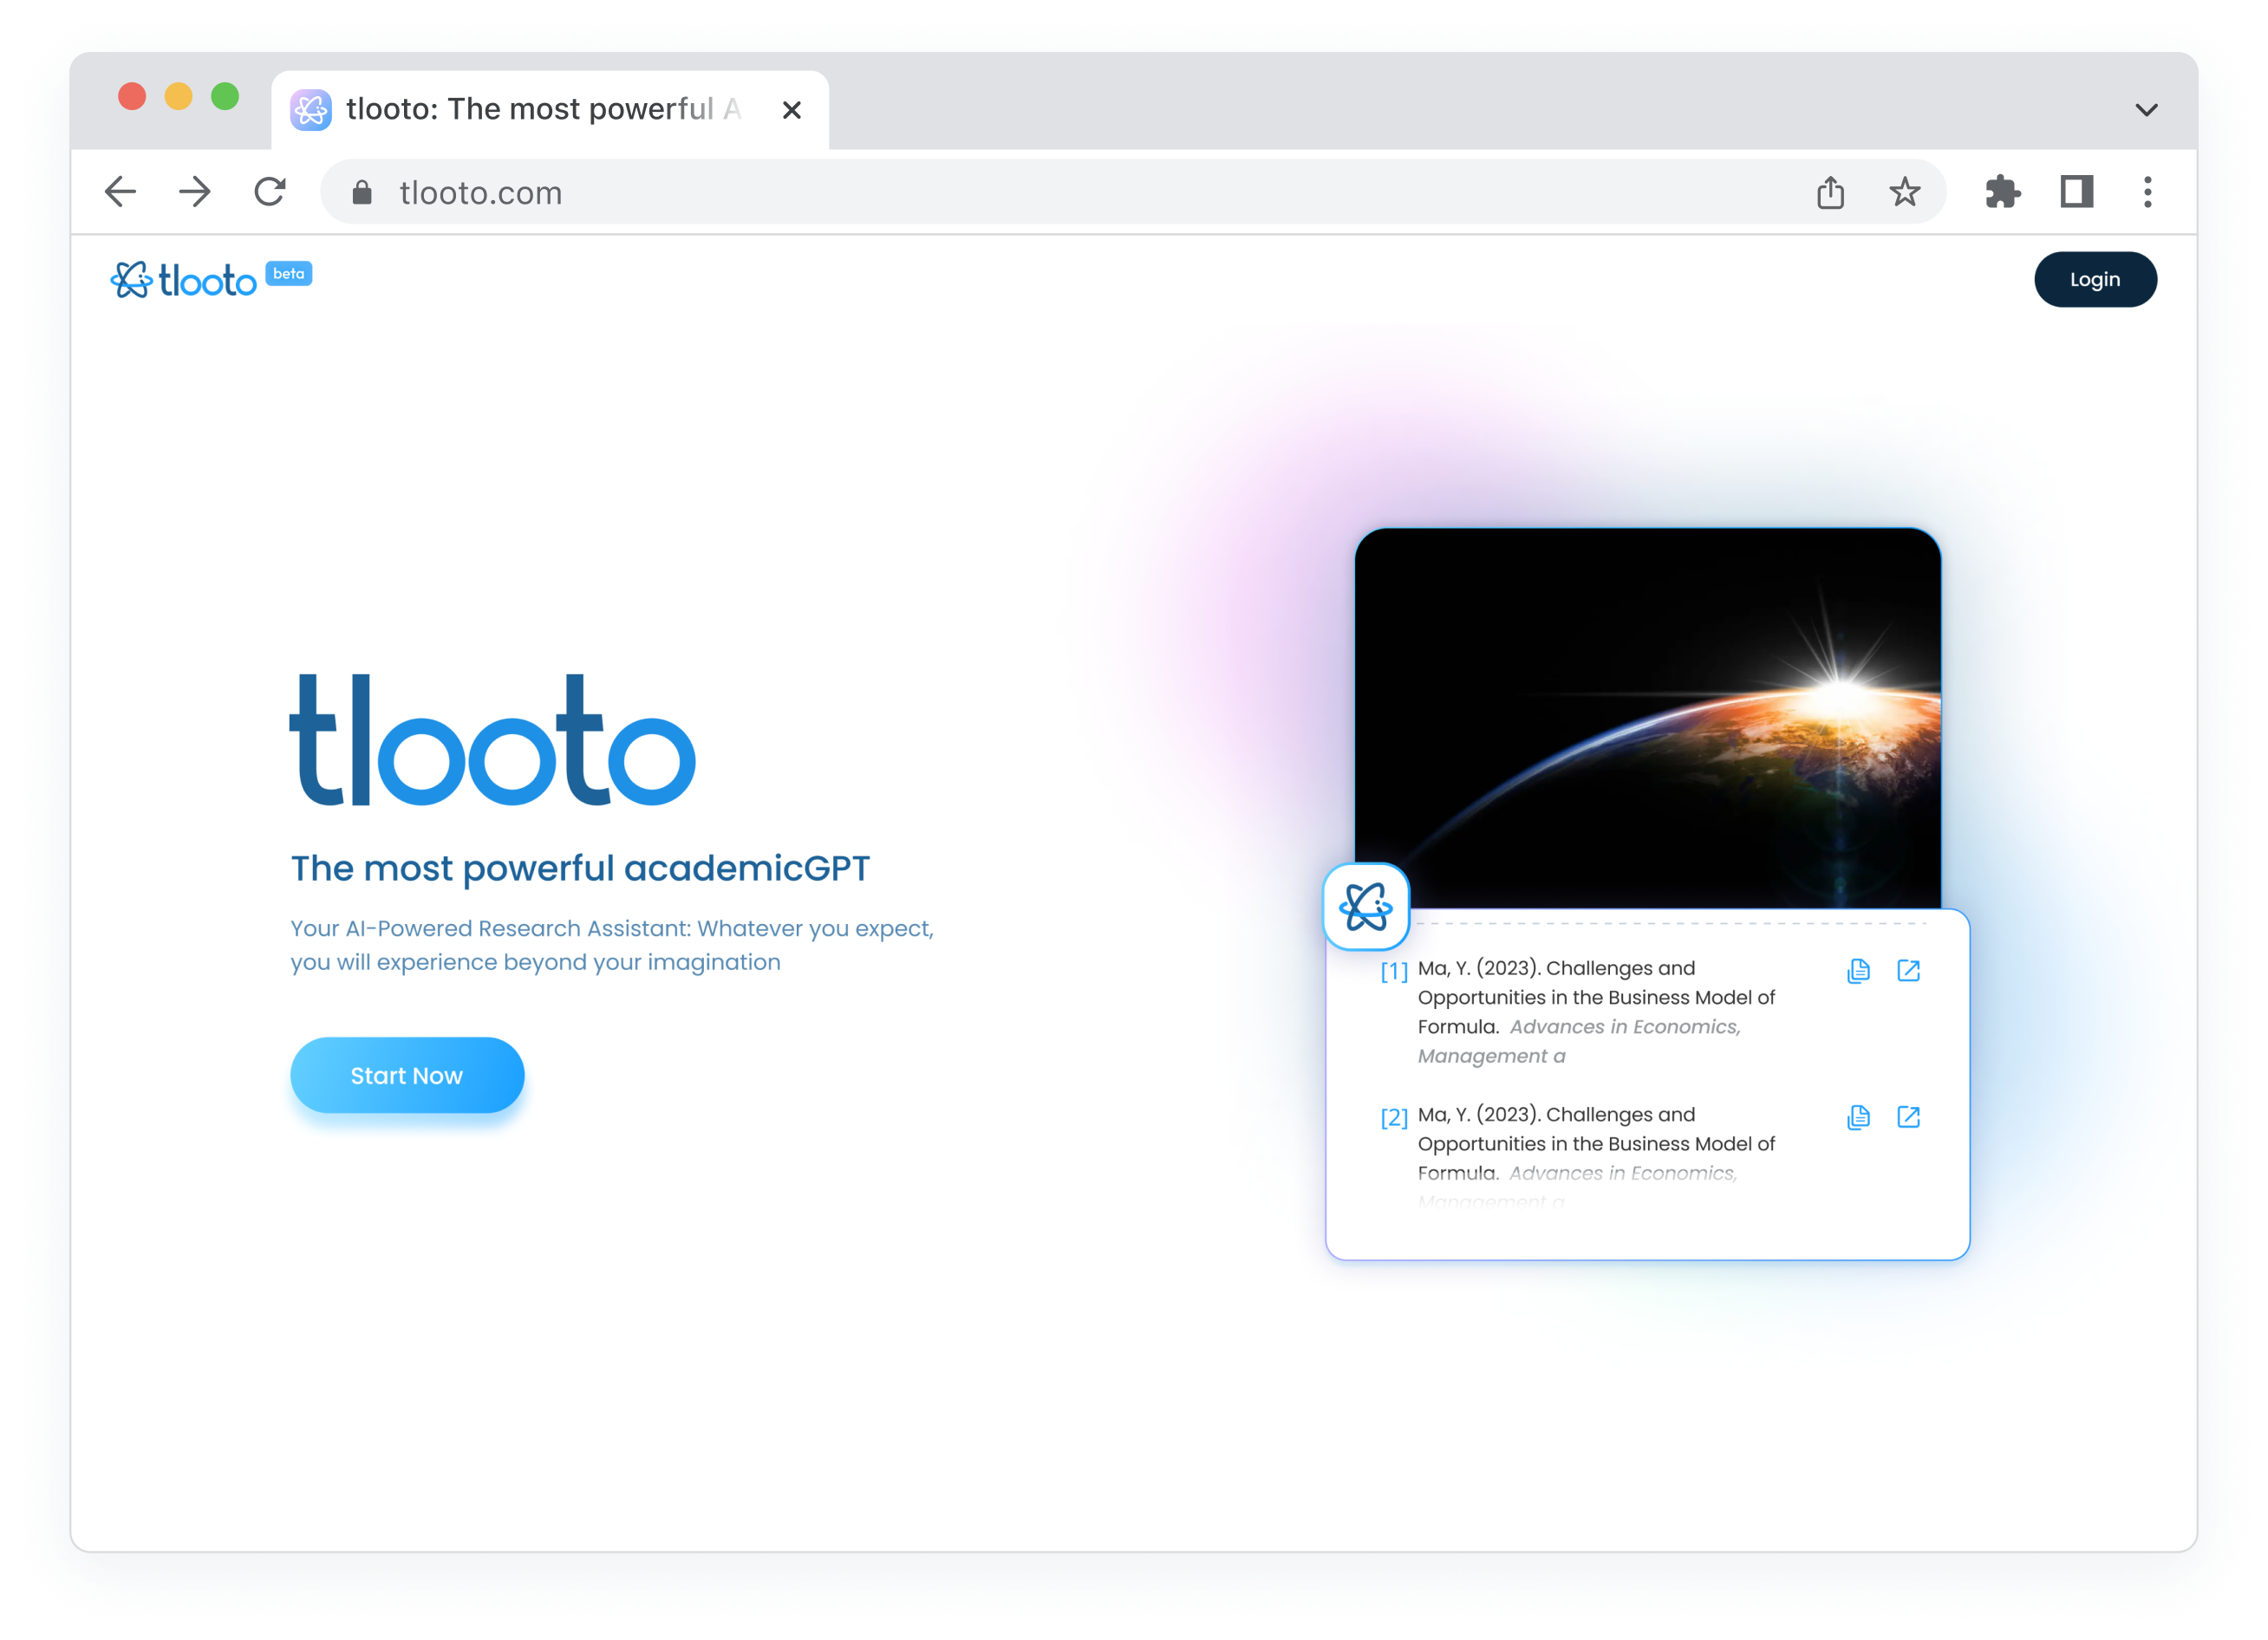 tlooto: The most powerful A
tlooto.com
tlooto beta
Login
tlooto
The most powerful academicGPT
Your AI-Powered Research Assistant: Whatever you expect,
you will experience beyond your imagination
Start Now
[1] Ma, Y. (2023). Challenges and
Opportunities in the Business Model of
Formula. Advances in Economics,
Management a
[2] Ma, Y. (2023). Challenges and
Opportunities in the Business Model of
Formula. Advances in Economics,
Management a